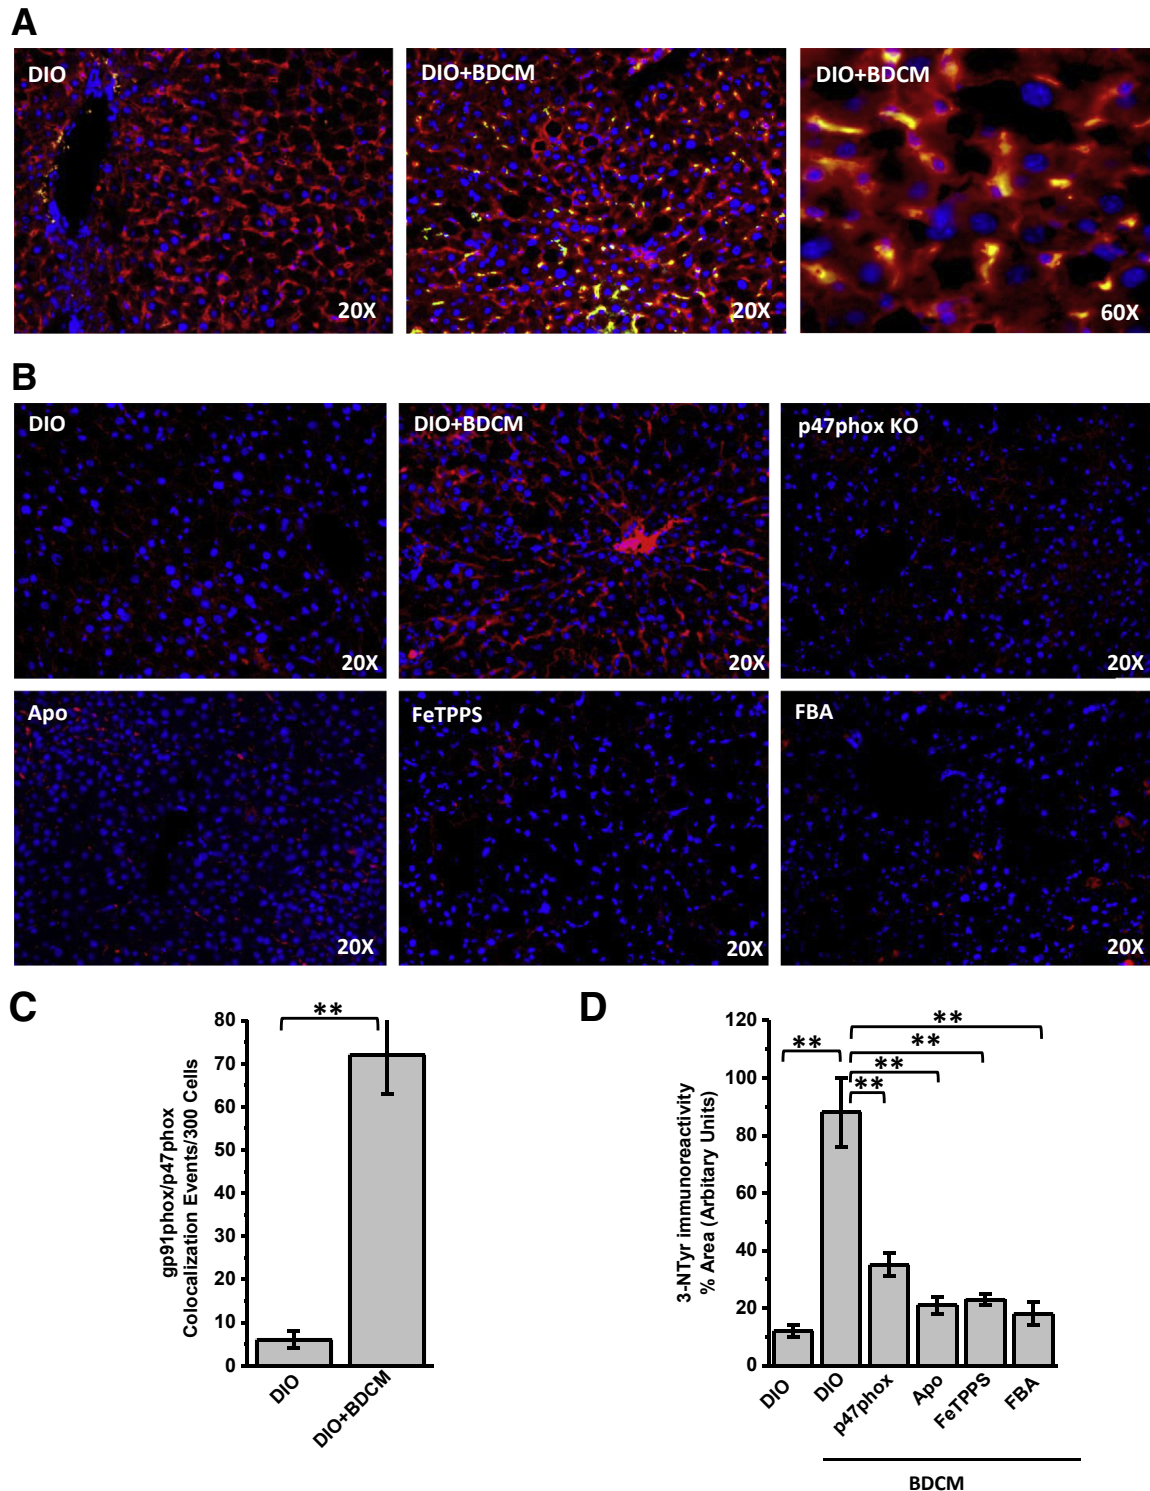 A
DIO
DIO+BDCM
DIO+BDCM
20X
20X
60X
B
DIO
DIO+BDCM
p47phox KO
20X
20X
20X
Apo
FeTPPS
FBA
20X
20X
20X
C
**
80
70
60
50
40
30
20
10
0
gp91phox/p47phox
Colocalization Events/300 Cells
DIO
DIO+BDCM
D
**
**
**
**
**
120
100
80
60
40
20
0
3-NTyr immunoreactivity
% Area (Arbitary Units)
DIO
DIO
p47phox
Apo
FeTPPS
FBA
BDCM